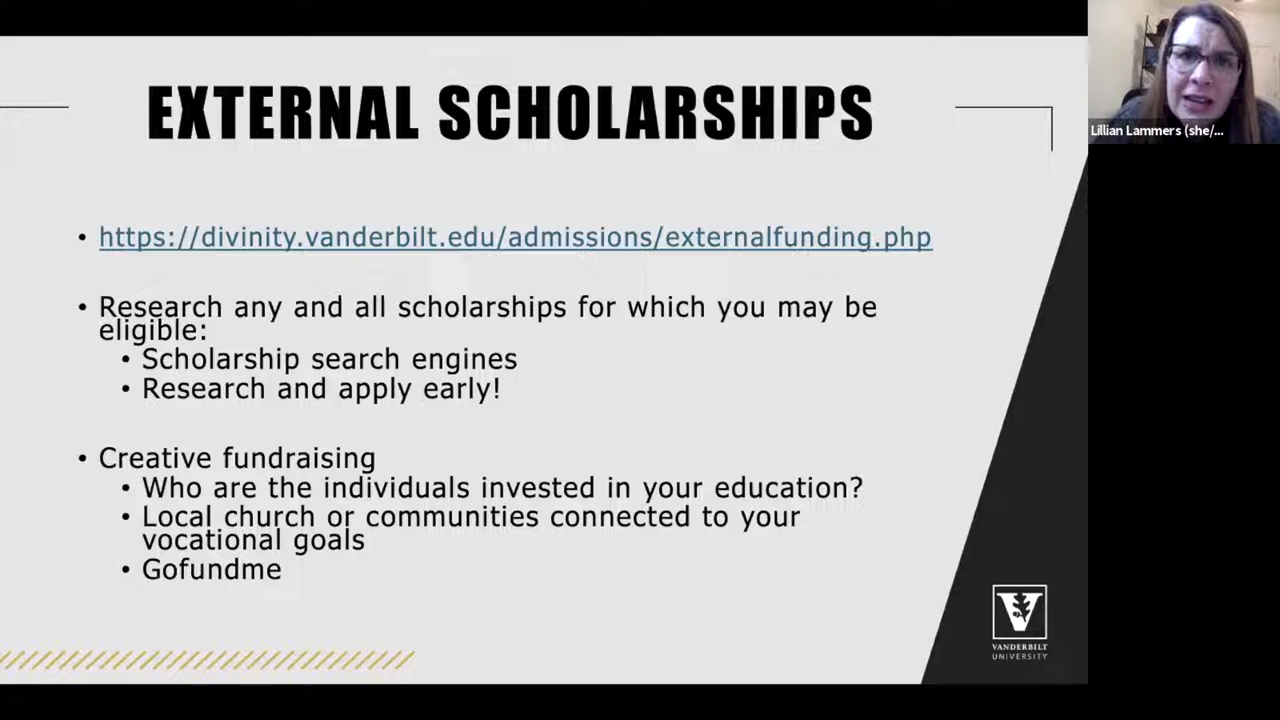 EXTERNAL SCHOLARSHIPS
Lillian Lammers (she/...
• https://divinity.vanderbilt.edu/admissions/externalfunding.php
• Research any and all scholarships for which you may be
eligible:
• Scholarship search engines
• Research and apply early!
• Creative fundraising
• Who are the individuals invested in your education?
• Local church or communities connected to your
vocational goals
• Gofundme
V
VANDERBILT
UNIVERSITY